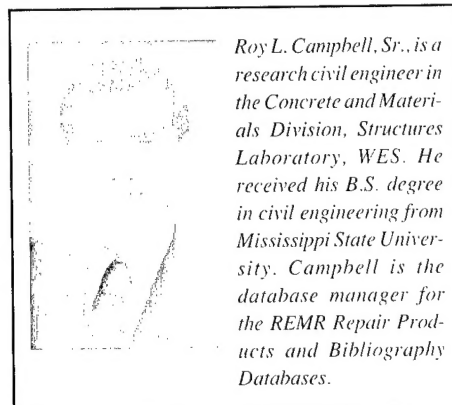 Roy L. Campbell, Sr., is a
research civil engineer in
the Concrete and Materi-
als Division, Structures
Laboratory, WES. He
received his B.S. degree
in civil engineering from
Mississippi State Univer-
sity. Campbell is the
database manager for
the REMR Repair Prod-
ucts and Bibliography
Databases.